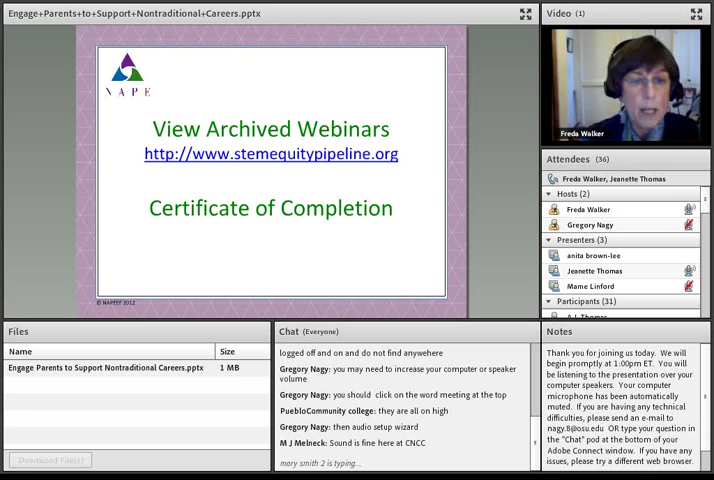 Engage+Parents+to+Support+Nontraditional+Careers.pptx
NAPE
View Archived Webinars
http://www.stemequitypipeline.org
Certificate of Completion
© NAPEEF 2012
Video (1)
Freda Walker
Attendees (36)
Freda Walker, Jeanette Thomas
Hosts (2)
Freda Walker
Gregory Nagy
Presenters (3)
anita brown-lee
Jeanette Thomas
Mame Linford
Participants (31)
A.J. Thomas
Files
Name Size
Engage Parents to Support Nontraditional Careers.pptx 1 MB
Download File(s)
Chat (Everyone)
logged off and on and do not find anywhere
Gregory Nagy: you may need to increase your computer or speaker
volume
Gregory Nagy: you should click on the word meeting at the top
PuebloCommunity college: they are all on high
Gregory Nagy: then audio setup wizard
M J Melneck: Sound is fine here at CNCC
mary smith 2 is typing...
Notes
Thank you for joining us today. We will
begin promptly at 1:00pm ET. You will
be listening to the presentation over your
computer speakers. Your computer
microphone has been automatically
muted. If you are having any technical
difficulties, please send an e-mail to
nagy.8@osu.edu OR type your question in
the "Chat" pod at the bottom of your
Adobe Connect window. If you have any
issues, please try a different web browser.